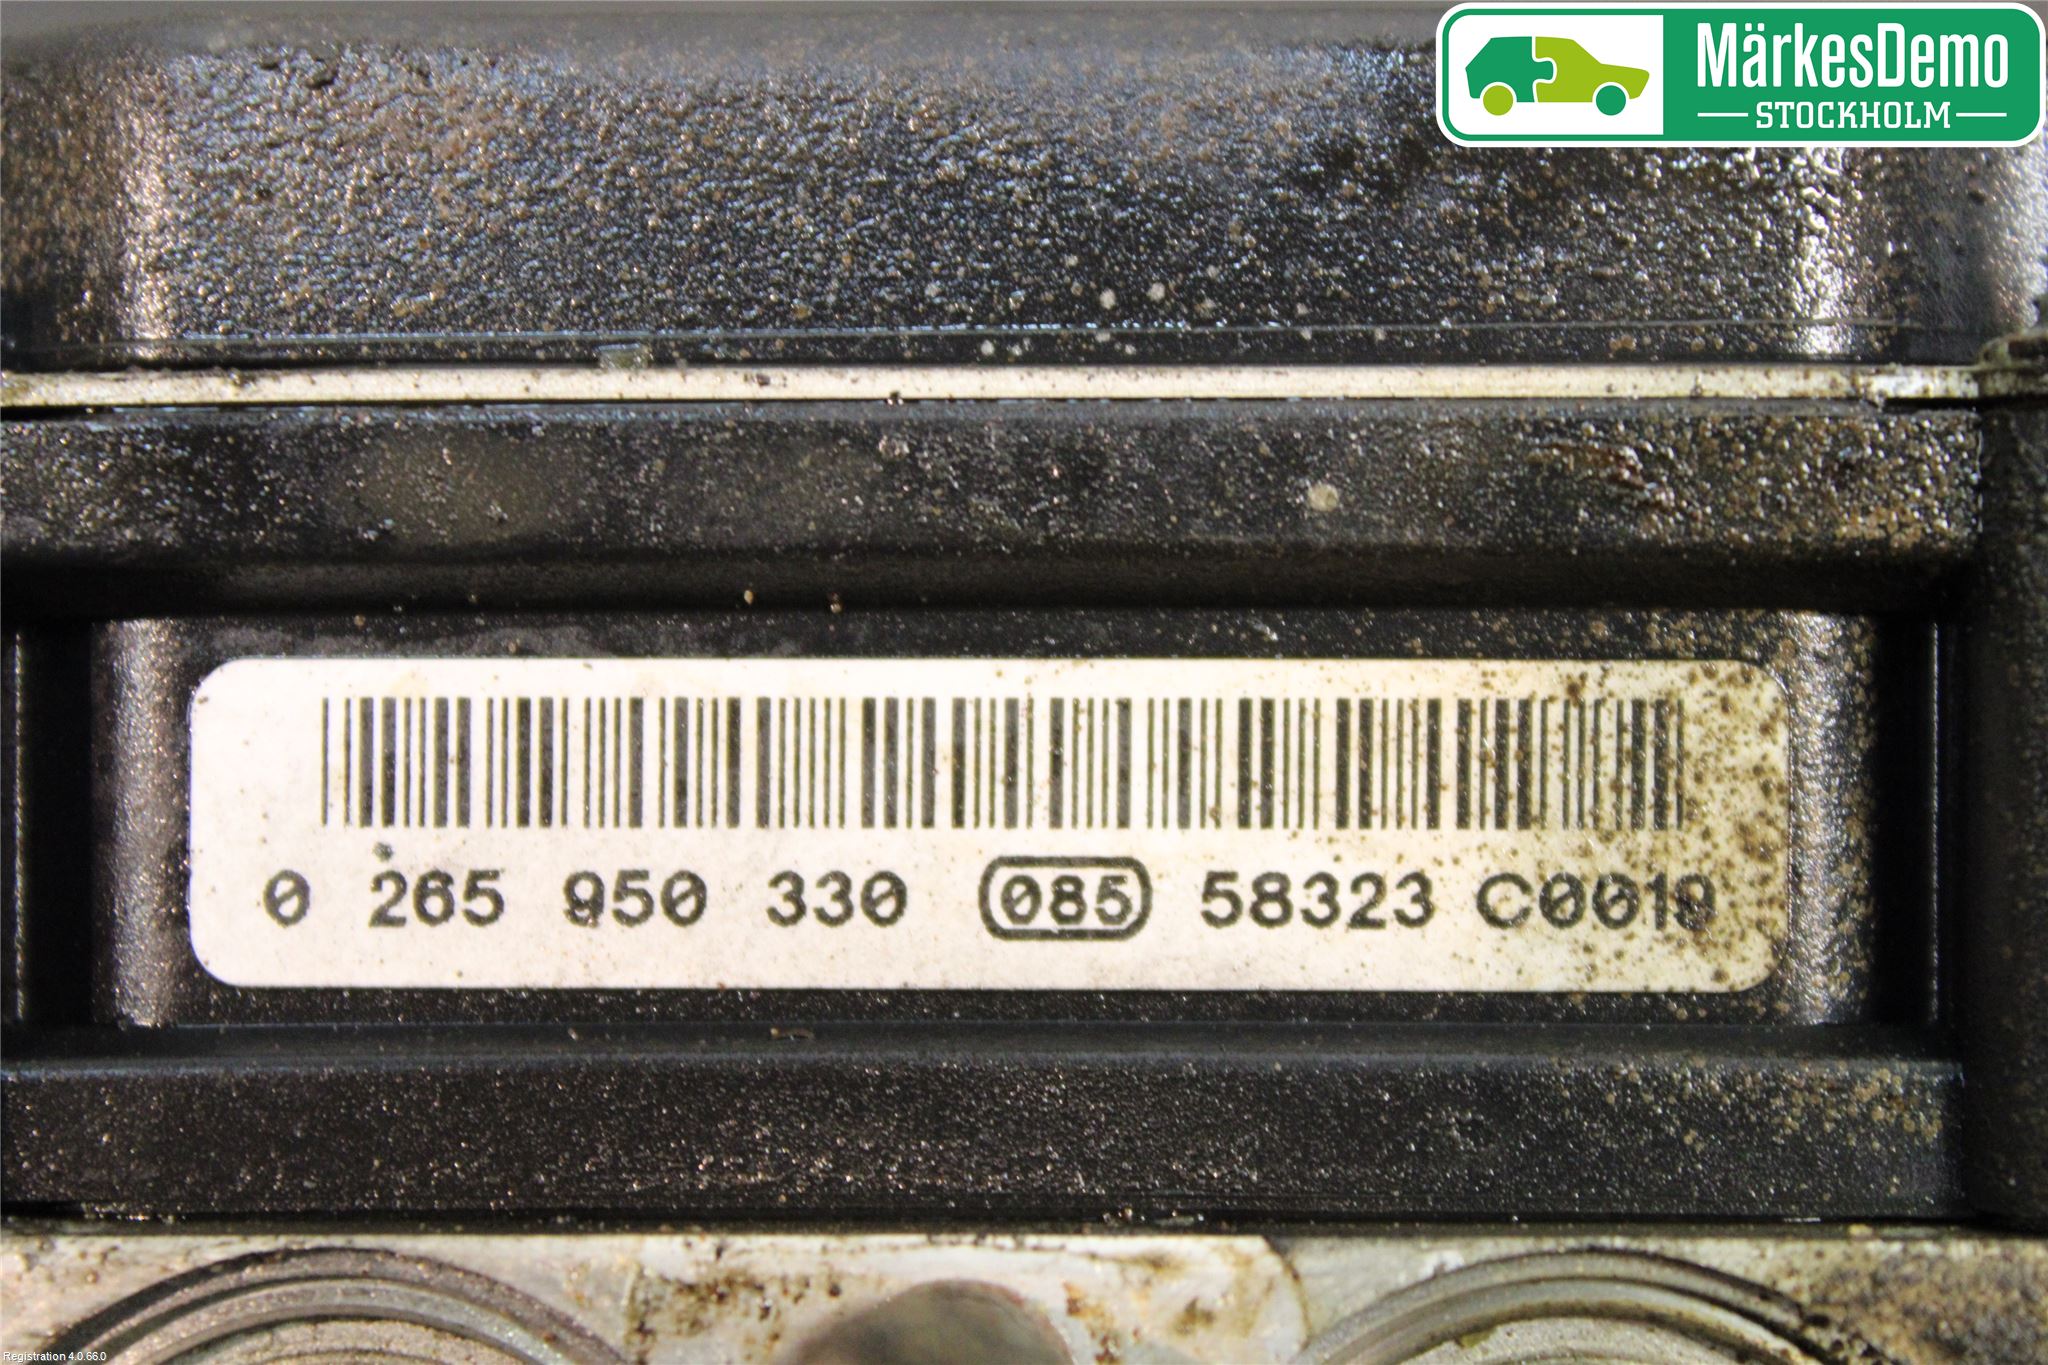 MärkesDemo
STOCKHOLM
0 265 950 330 085 58323 C0019
Registration 4.0.66.0